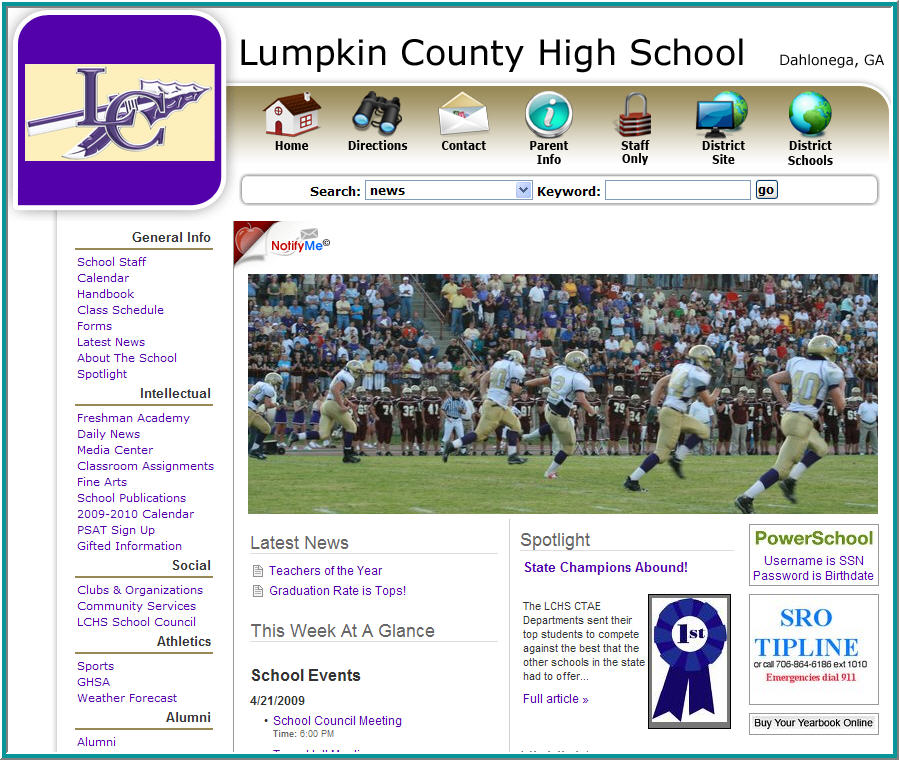 LC
Lumpkin County High School
Dahlonega, GA
Home
Directions
Contact
Parent
Info
Staff
Only
District
Site
District
Schools
Search: news Keyword: go
General Info
School Staff
Calendar
Handbook
Class Schedule
Forms
Latest News
About The School
Spotlight
Intellectual
Freshman Academy
Daily News
Media Center
Classroom Assignments
Fine Arts
School Publications
2009-2010 Calendar
PSAT Sign Up
Gifted Information
Social
Clubs & Organizations
Community Services
LCHS School Council
Athletics
Sports
GHSA
Weather Forecast
Alumni
Alumni
NotifyMe©
Latest News
Teachers of the Year
Graduation Rate is Tops!
This Week At A Glance
School Events
4/21/2009
• School Council Meeting
Time: 6:00 PM
Spotlight
State Champions Abound!
The LCHS CTAE
Departments sent their
top students to compete
against the best that the
other schools in the state
had to offer...
Full article »
1st
PowerSchool
Username is SSN
Password is Birthdate
SRO
TIPLINE
or call 706-864-6186 ext 1010
Emergencies dial 911
Buy Your Yearbook Online